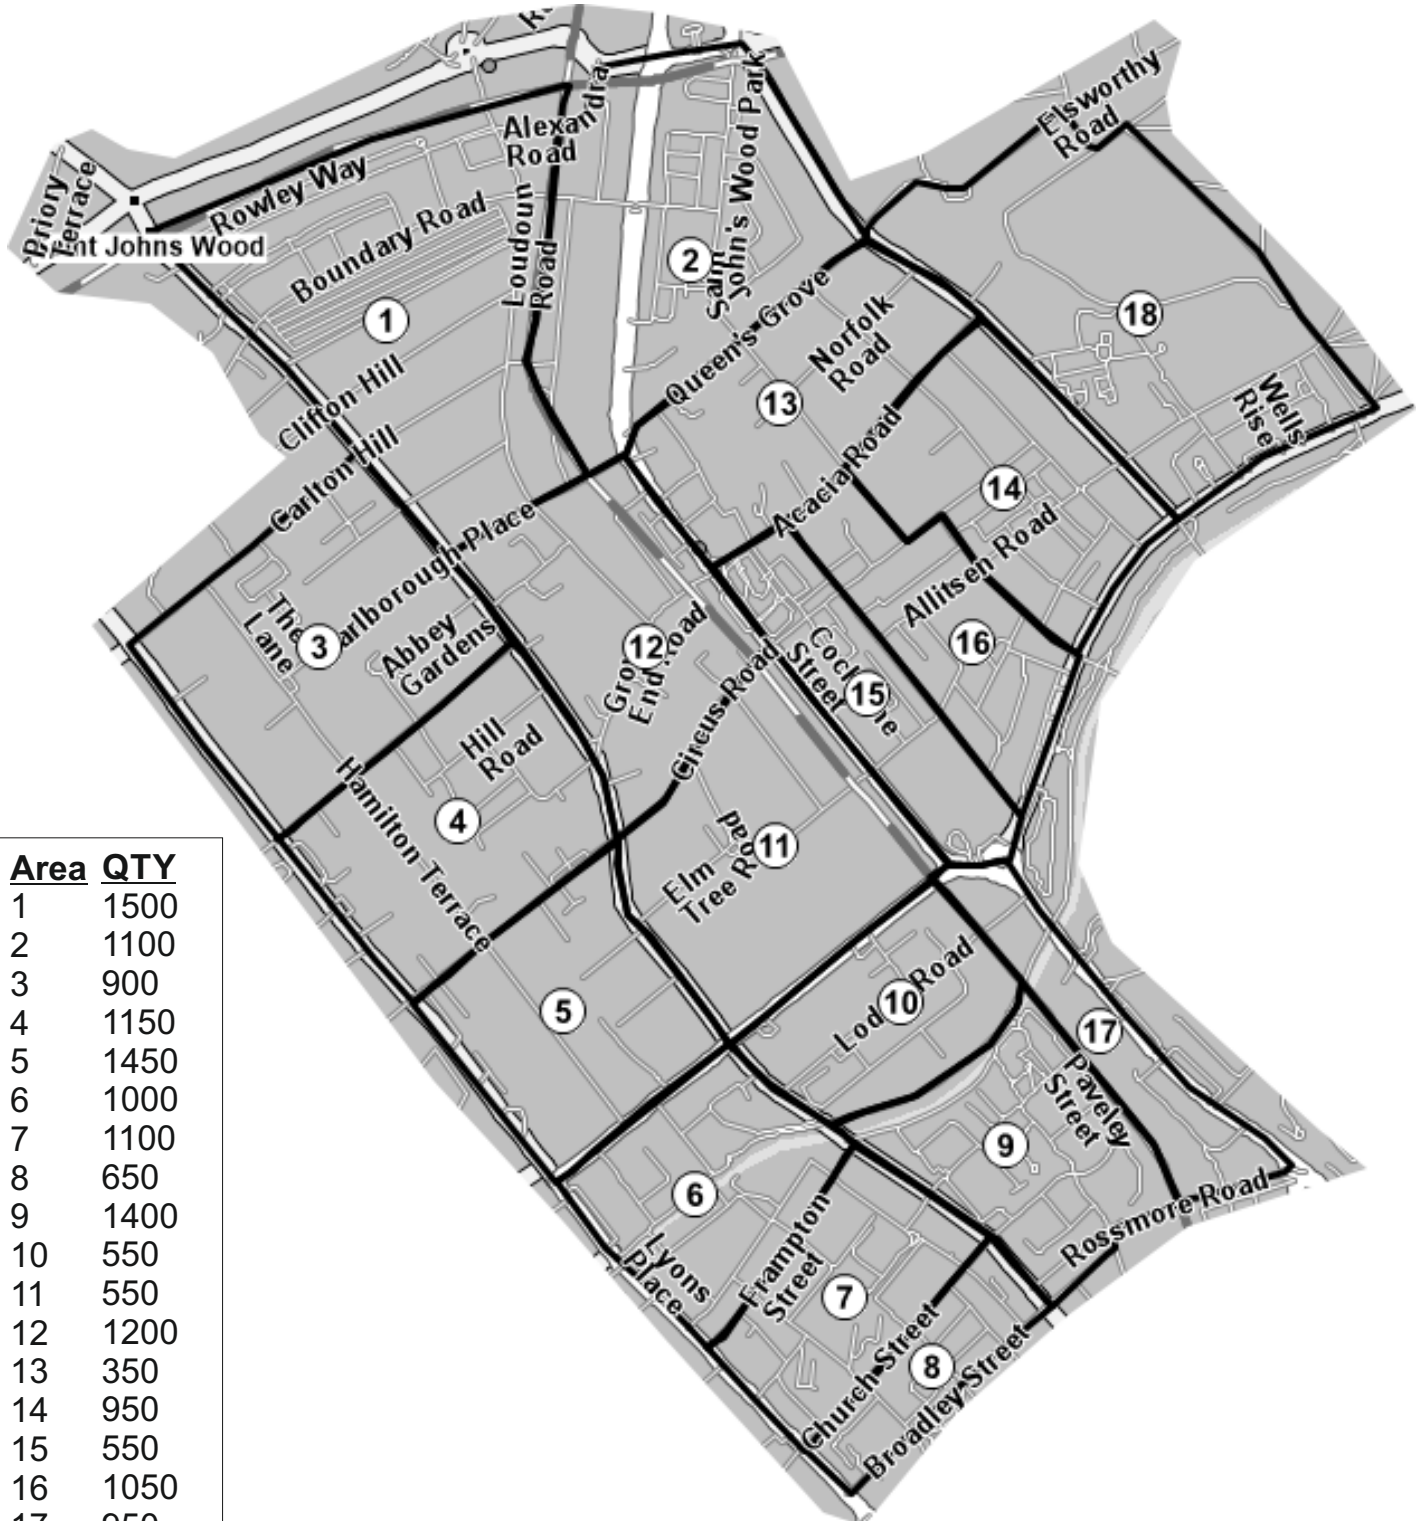 Priory
Terrace
nt Johns Wood
Rowley Way
Alexandra
Road
Boundary Road
Loudoun
Road
John's Wood Park
Elsworthy
Road
1
2
18
Queen's Grove
Norfolk
Road
13
Clifton Hill
Carlton Hill
Wells
Rise
Acacia Road
14
Marlborough Place
The
Lane
3
Abbey
Gardens
12
End Road
Allitsen Road
16
Street
15
Circus Road
Hill
Road
4
Hamilton Terrace
11
Elm
Tree Road
5
10
Road
17
Paveley
Street
9
6
Lyons
Place
Frampton
Street
7
Rossmore Road
Church Street
8
Broadley Street
Area QTY
1 1500
2 1100
3 900
4 1150
5 1450
6 1000
7 1100
8 650
9 1400
10 550
11 550
12 1200
13 350
14 950
15 550
16 1050
17 950